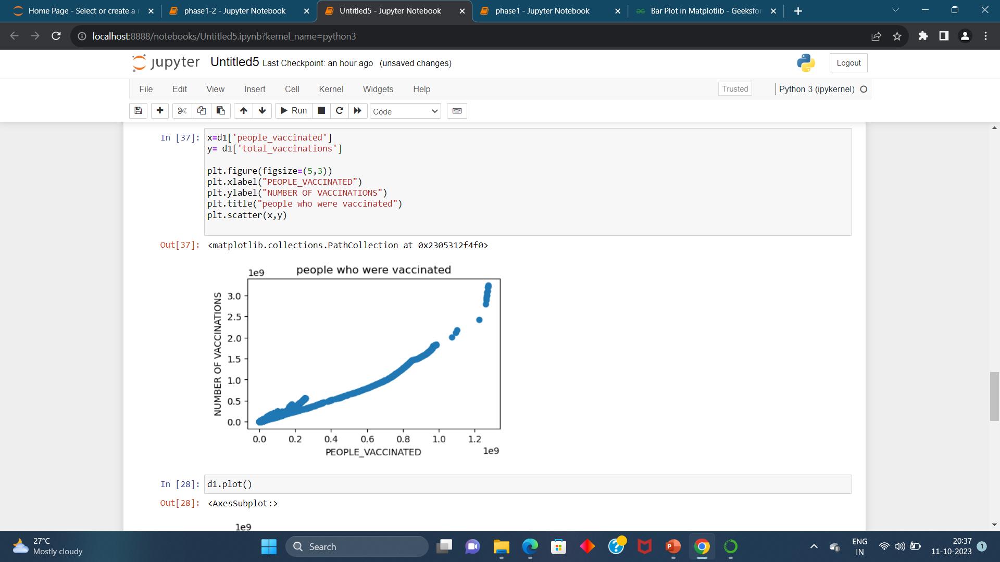 Home Page - Select or create a
phase1-2 - Jupyter Notebook
Untitled5 - Jupyter Notebook
phase1 - Jupyter Notebook
Bar Plot in Matplotlib - Geeksfor
localhost:8888/notebooks/Untitled5.ipynb?kernel_name=python3
jupyter Untitled5 Last Checkpoint: an hour ago (unsaved changes)
Logout
File Edit View Insert Cell Kernel Widgets Help
Trusted
Python 3 (ipykernel)
Run
Code
In [37]:
x=d1['people_vaccinated']
y= d1['total_vaccinations']
plt.figure(figsize=(5,3))
plt.xlabel("PEOPLE_VACCINATED")
plt.ylabel("NUMBER OF VACCINATIONS")
plt.title("people who were vaccinated")
plt.scatter(x,y)
Out[37]: <matplotlib.collections.PathCollection at 0x2305312f4f0>
people who were vaccinated
1e9
NUMBER OF VACCINATIONS
3.0
2.5
2.0
1.5
1.0
0.5
0.0
0.0 0.2 0.4 0.6 0.8 1.0 1.2
1e9
PEOPLE_VACCINATED
In [28]: d1.plot()
Out[28]: <AxesSubplot:>
1e9
27°C
Mostly cloudy
Search
ENG
IN
20:37
11-10-2023
1